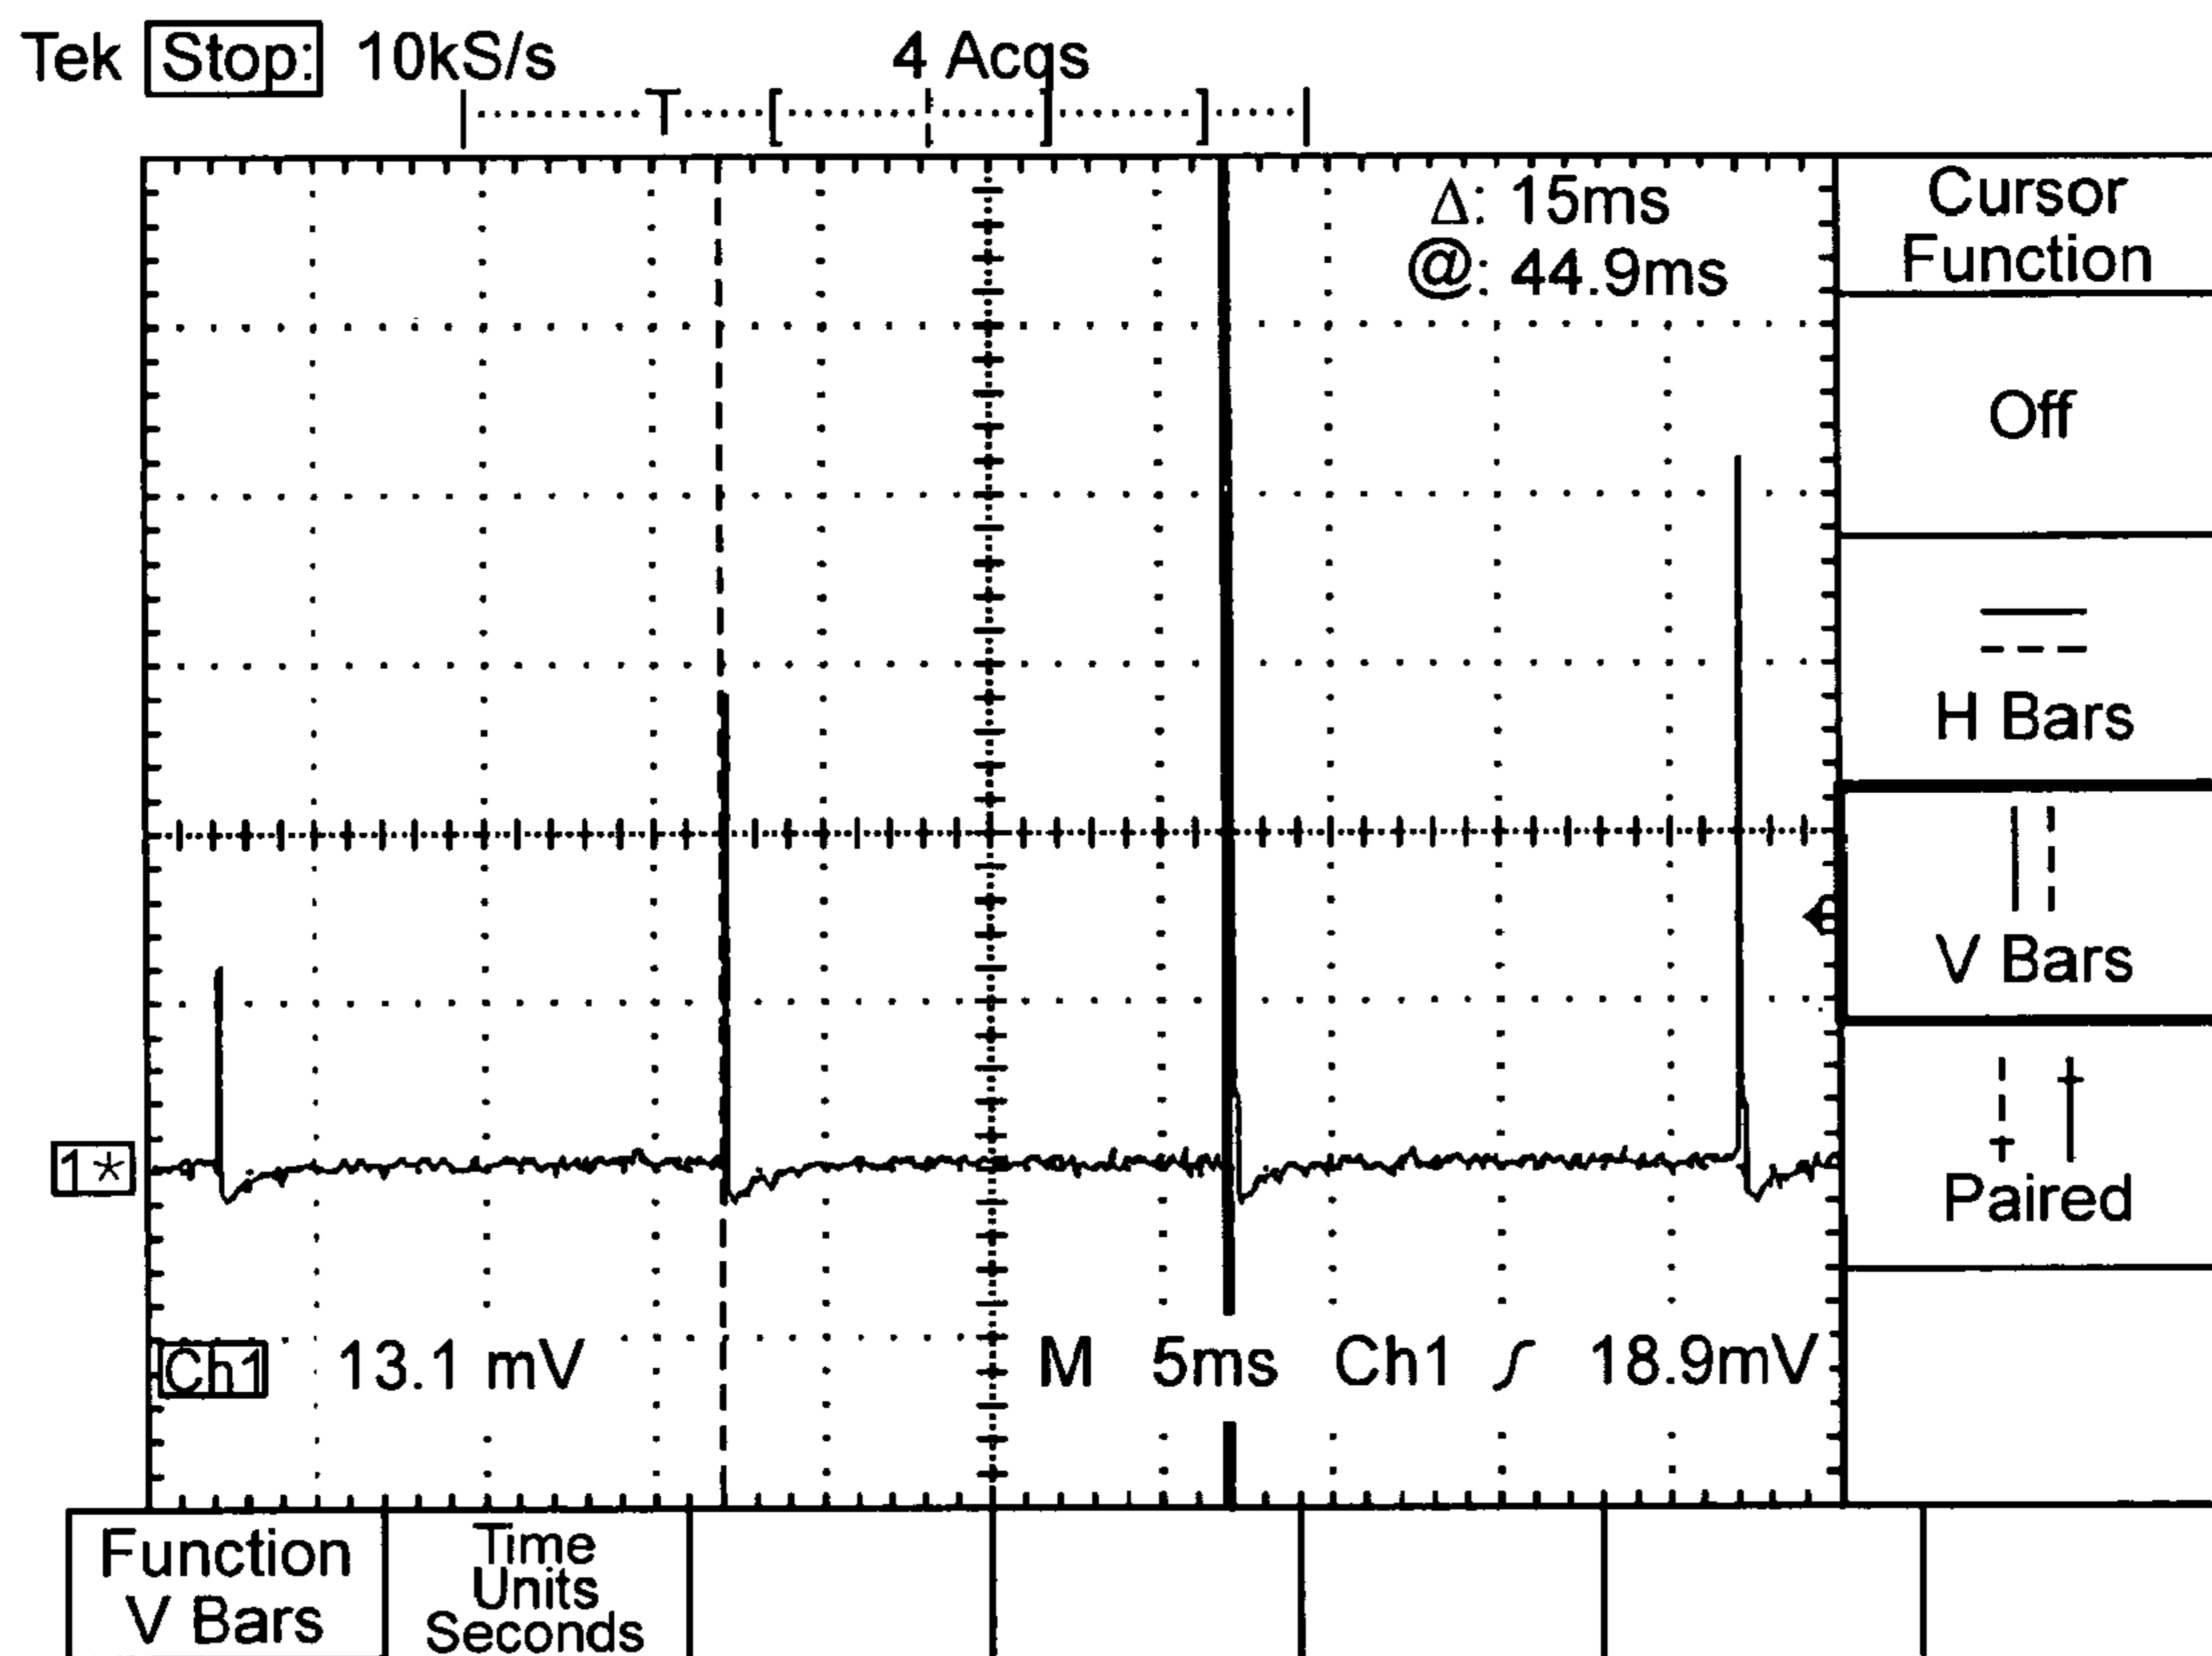 Tek Stop: 10kS/s 4 Acqs
T
Δ: 15ms
@: 44.9ms
Cursor
Function
Off
H Bars
V Bars
Paired
1*
Ch1 13.1 mV M 5ms Ch1 ∫ 18.9mV
Function
V Bars
Time
Units
Seconds